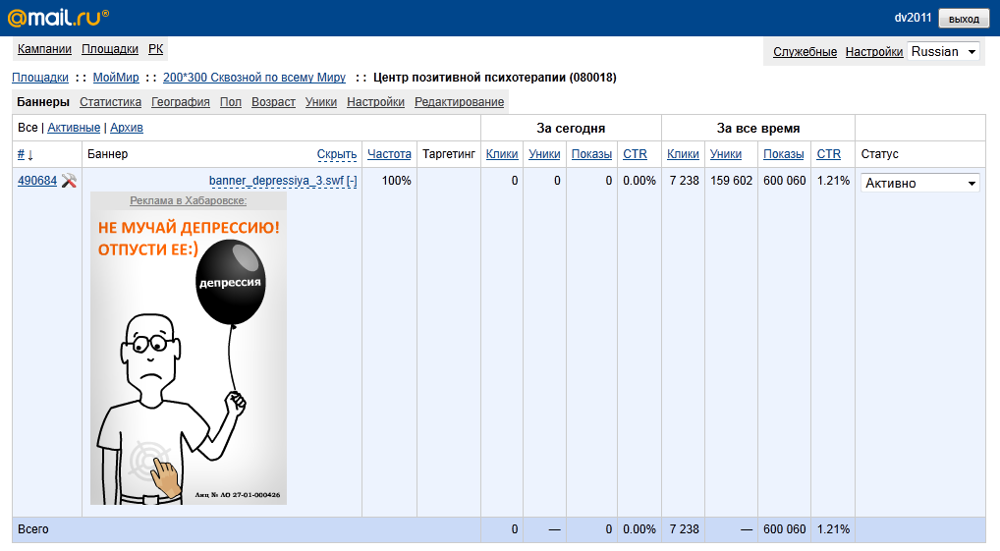 @mail.ru®
dv2011 выход
Кампании Площадки РК
Служебные Настройки Russian
Площадки :: МойМир :: 200*300 Сквозной по всему Миру :: Центр позитивной психотерапии (080018)
Баннеры Статистика География Пол Возраст Уники Настройки Редактирование
Все | Активные | Архив За сегодня За все время
# ↓ Баннер Скрыть Частота Таргетинг Клики Уники Показы CTR Клики Уники Показы CTR Статус
490684 banner_depressiya_3.swf [-] 100% 0 0 0 0.00% 7 238 159 602 600 060 1.21% Активно
Реклама в Хабаровске:
НЕ МУЧАЙ ДЕПРЕССИЮ!
ОТПУСТИ ЕЕ:)
депрессия
Лиц № ЛО 27-01-000426
Всего 0 — 0 0.00% 7 238 — 600 060 1.21%